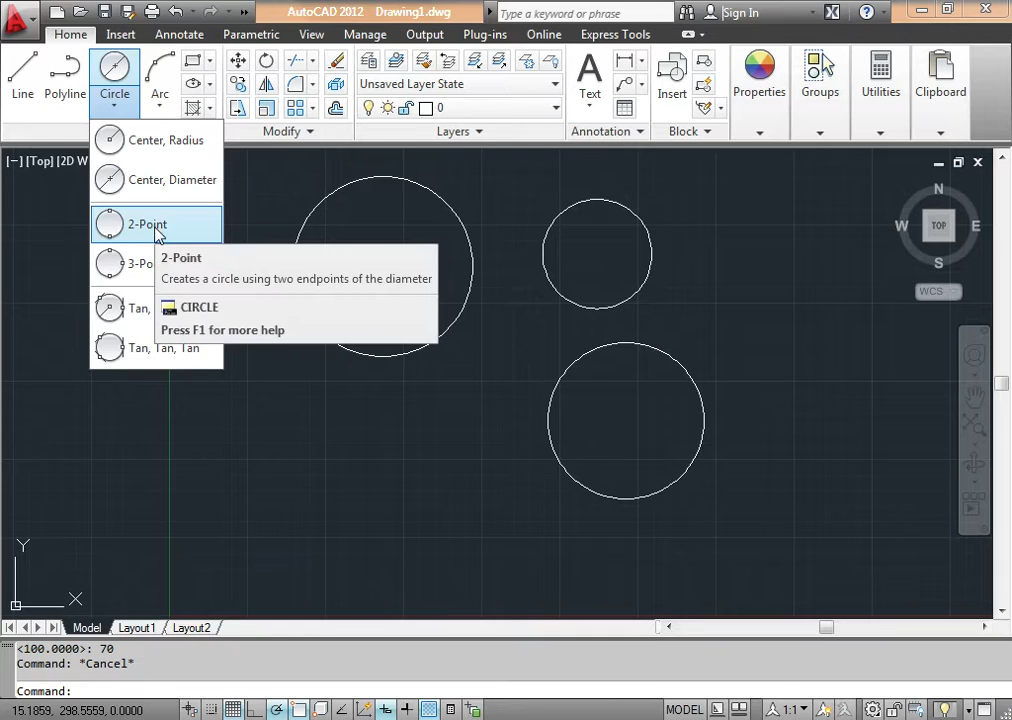 AutoCAD 2012 Drawing1.dwg
Type a keyword or phrase
Sign In
Home Insert Annotate Parametric View Manage Output Plug-ins Online Express Tools
Line
Polyline
Circle
Arc
Unsaved Layer State
0
Text
Insert
Properties
Groups
Utilities
Clipboard
Modify
Layers
Annotation
Block
[−] [Top] [2D W
Center, Radius
Center, Diameter
2-Point
3-Po
Tan,
Tan, Tan, Tan
2-Point
Creates a circle using two endpoints of the diameter
CIRCLE
Press F1 for more help
N
W
TOP
E
S
WCS
Y
X
Model Layout1 Layout2
<100.0000>: 70
Command: *Cancel*
Command:
15.1859, 298.5559, 0.0000
MODEL
1:1